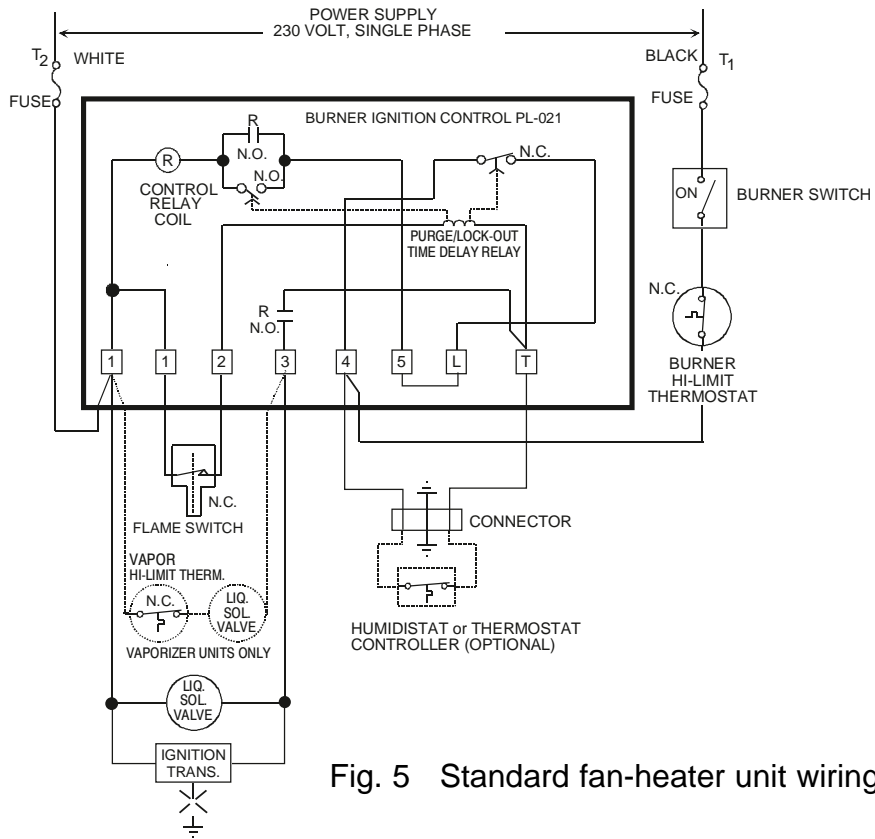 POWER SUPPLY
230 VOLT, SINGLE PHASE
T2 WHITE
BLACK T1
FUSE
FUSE
BURNER IGNITION CONTROL PL-021
R
N.O.
N.O.
R
CONTROL
RELAY
COIL
N.C.
PURGE/LOCK-OUT
TIME DELAY RELAY
ON
BURNER SWITCH
N.C.
BURNER
HI-LIMIT
THERMOSTAT
R
N.O.
1 1 2 3 4 5 L T
N.C.
FLAME SWITCH
CONNECTOR
VAPOR
HI-LIMIT THERM.
N.C.
LIQ.
SOL.
VALVE
VAPORIZER UNITS ONLY
HUMIDISTAT or THERMOSTAT
CONTROLLER (OPTIONAL)
LIQ.
SOL.
VALVE
IGNITION
TRANS.
Fig. 5 Standard fan-heater unit wiring